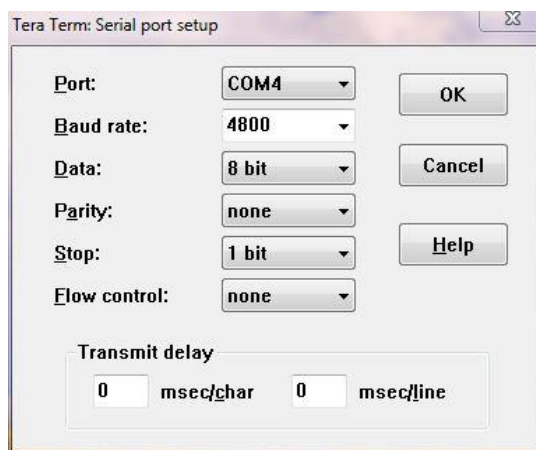 Tera Term: Serial port setup
Port: COM4 OK
Baud rate: 4800
Data: 8 bit Cancel
Parity: none
Stop: 1 bit Help
Flow control: none
Transmit delay
0 msec/char 0 msec/line